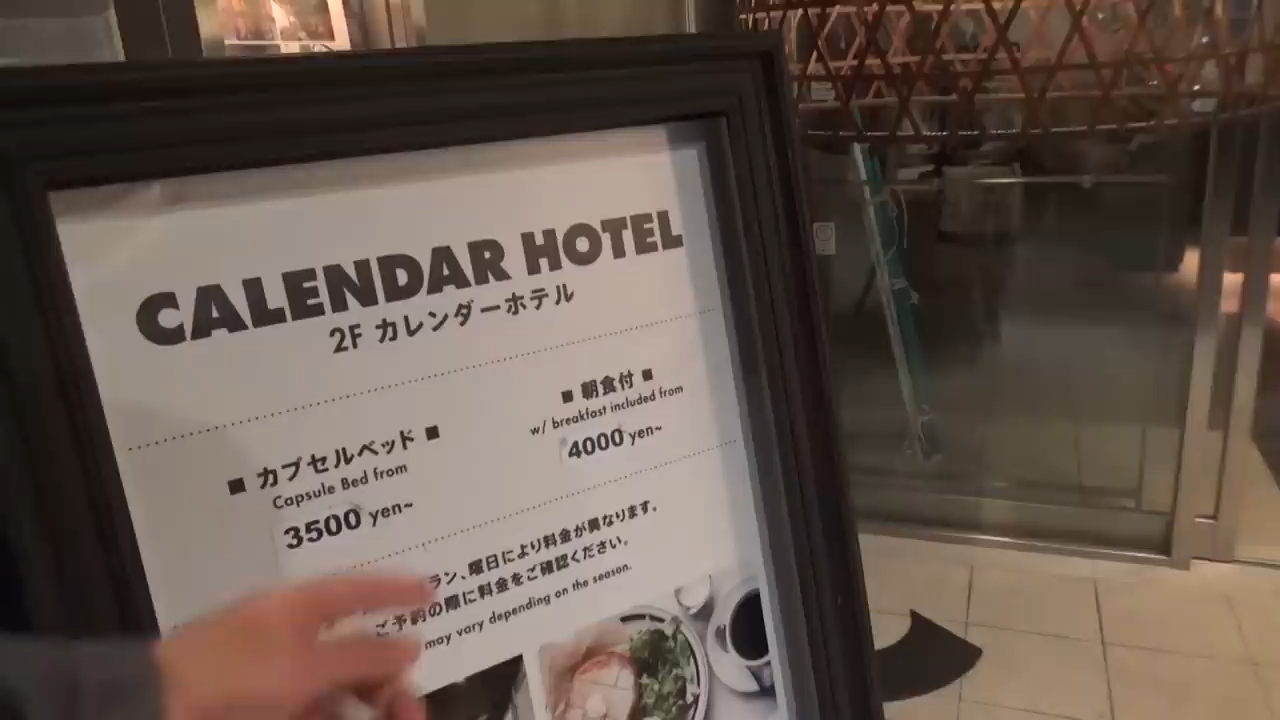 CALENDAR HOTEL
2F カレンダーホテル
■ カプセルベッド ■
Capsule Bed from
3500 yen~
■ 朝食付 ■
w/ breakfast included from
4000 yen~
ラン、曜日により料金が異なります。
ご予約の際に料金をご確認ください。
may vary depending on the season.